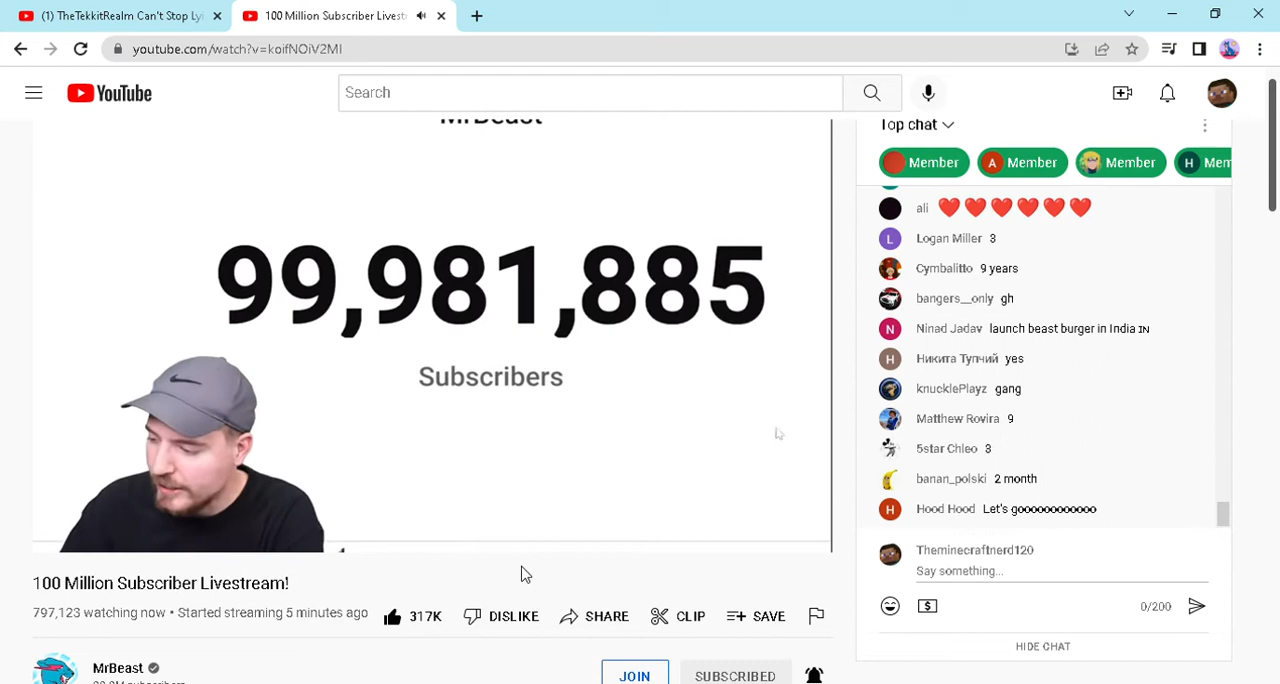 (1) TheTekkitRealm Can't Stop Lyi
100 Million Subscriber Livestr
youtube.com/watch?v=koifNOiV2MI
YouTube
Search
MrBeast
99,981,885
Subscribers
Top chat
Member
A Member
Member
H Mem
ali ❤️❤️❤️❤️❤️❤️
L Logan Miller 3
Cymbalitto 9 years
bangers__only gh
N Ninad Jadav launch beast burger in India IN
Н Никита Тупчий yes
knucklePlayz gang
Matthew Rovira 9
5star Chleo 3
banan_polski 2 month
H Hood Hood Let's gooooooooooooo
Theminecraftnerd120
Say something...
0/200
HIDE CHAT
100 Million Subscriber Livestream!
797,123 watching now • Started streaming 5 minutes ago
317K
DISLIKE
SHARE
CLIP
SAVE
MrBeast
JOIN
SUBSCRIBED